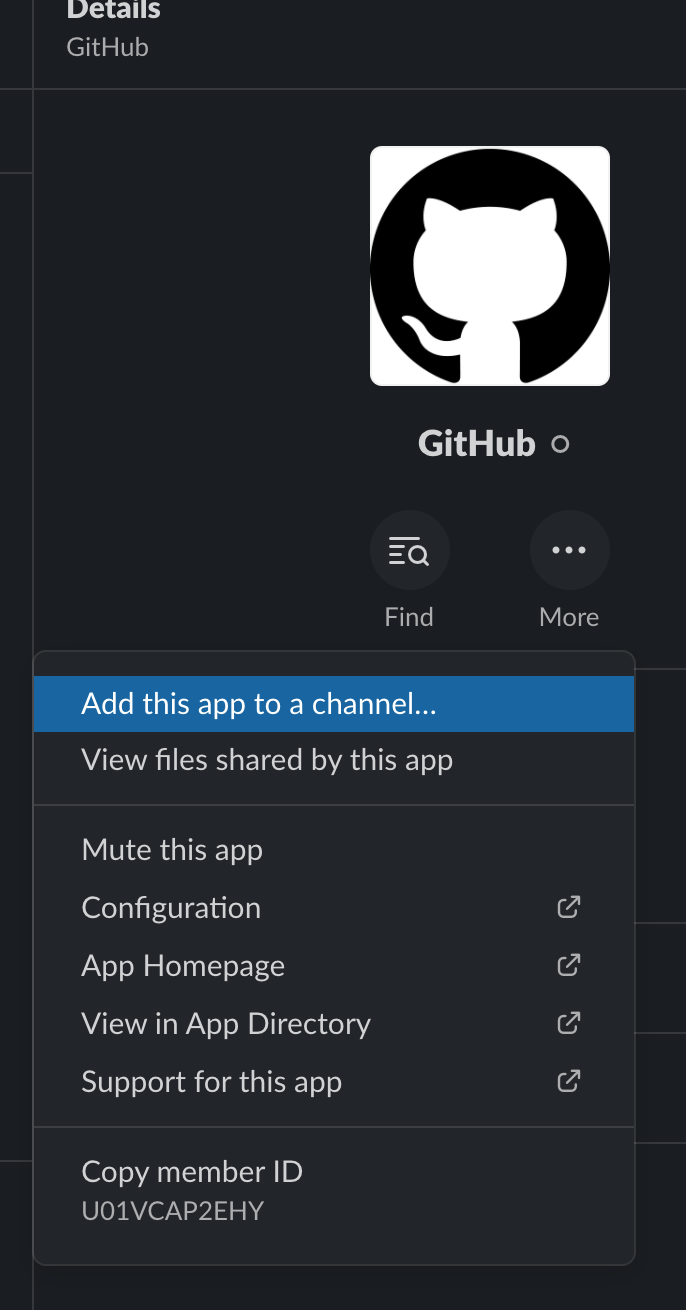 Details
GitHub
GitHub
Find
More
Add this app to a channel...
View files shared by this app
Mute this app
Configuration
App Homepage
View in App Directory
Support for this app
Copy member ID
U01VCAP2EHY